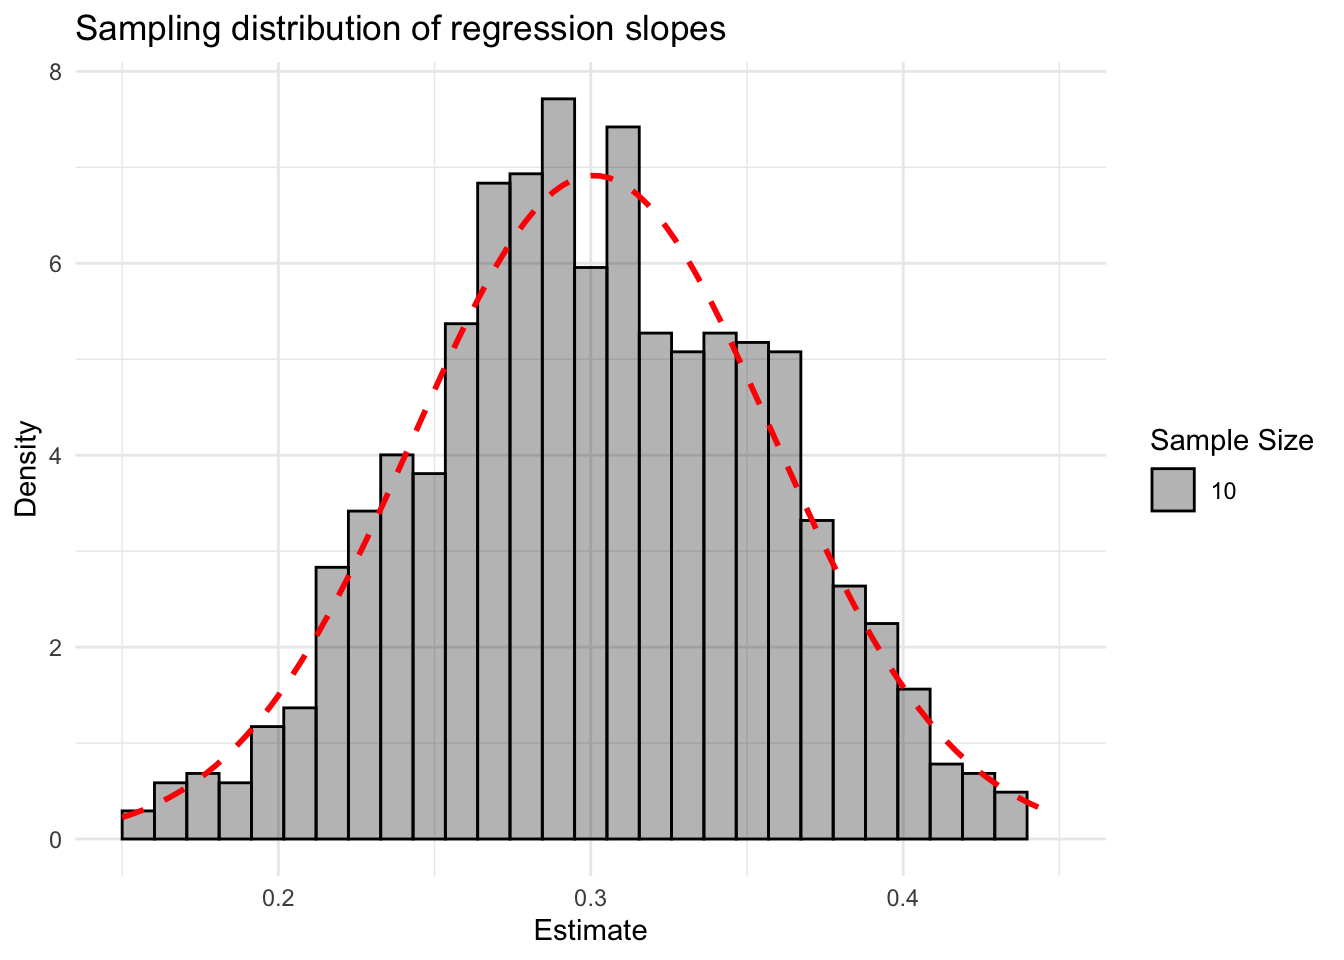 Sampling distribution of regression slopes
8
6
4
2
0
Density
0.2
0.3
0.4
Estimate
Sample Size
10